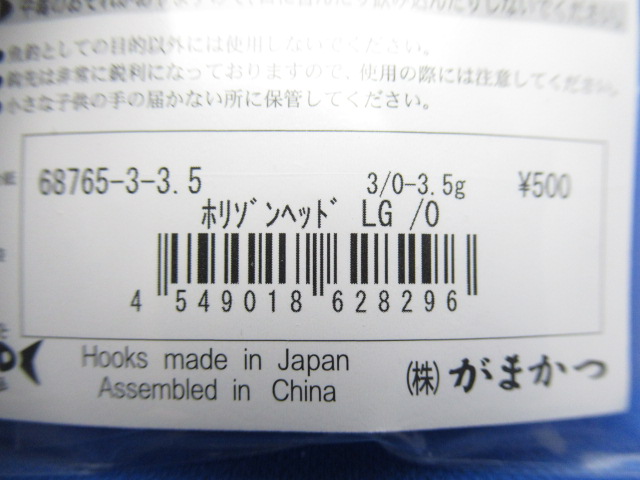 魚釣としての目的以外には使用しないでください。
鈎先は非常に鋭利になっておりますので、使用の際には注意してください。
小さな子供の手の届かない所に保管してください。
68765-3-3.5 3/0-3.5g ¥500
ﾎﾘｿﾞﾝﾍｯﾄﾞ LG /0
4 549018 628296
Hooks made in Japan
Assembled in China
(株)がまかつ